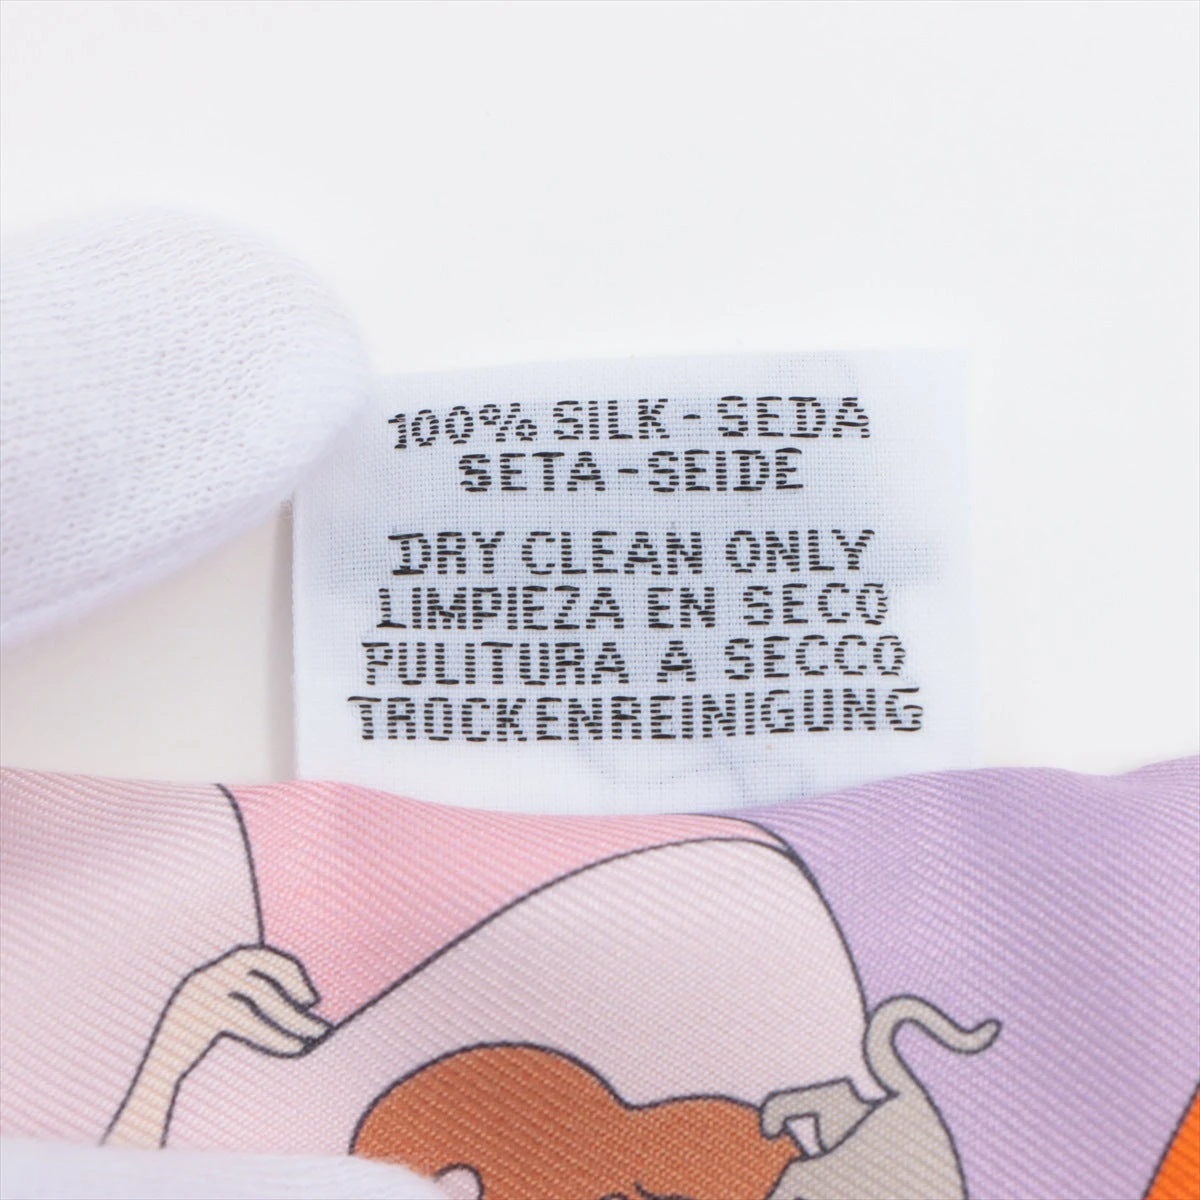 100% SILK - SEDA
SETA - SEIDE
DRY CLEAN ONLY
LIMPIEZA EN SECO
PULITURA A SECCO
TROCKENREINIGUNG